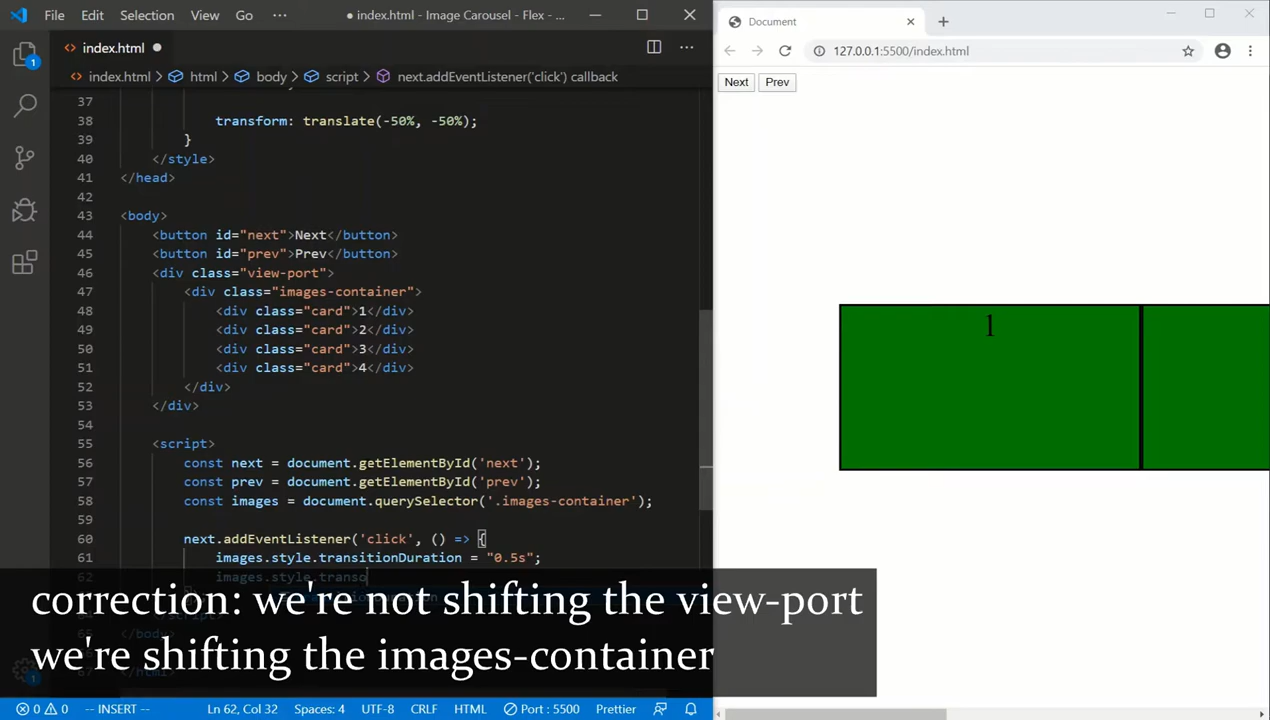 File Edit Selection View Go ··· ● index.html - Image Carousel - Flex - ...
index.html ●
index.html > html > body > script > next.addEventListener('click') callback
37
38 transform: translate(-50%, -50%);
39 }
40 </style>
41 </head>
42
43 <body>
44 <button id="next">Next</button>
45 <button id="prev">Prev</button>
46 <div class="view-port">
47 <div class="images-container">
48 <div class="card">1</div>
49 <div class="card">2</div>
50 <div class="card">3</div>
51 <div class="card">4</div>
52 </div>
53 </div>
54
55 <script>
56 const next = document.getElementById('next');
57 const prev = document.getElementById('prev');
58 const images = document.querySelector('.images-container');
59
60 next.addEventListener('click', () => {
61 images.style.transitionDuration = "0.5s";
62 images.style.transo
correction: we're not shifting the view-port
we're shifting the images-container
1
1
0 0 -- INSERT -- Ln 62, Col 32 Spaces: 4 UTF-8 CRLF HTML Port : 5500 Prettier
Document
127.0.0.1:5500/index.html
Next Prev
1